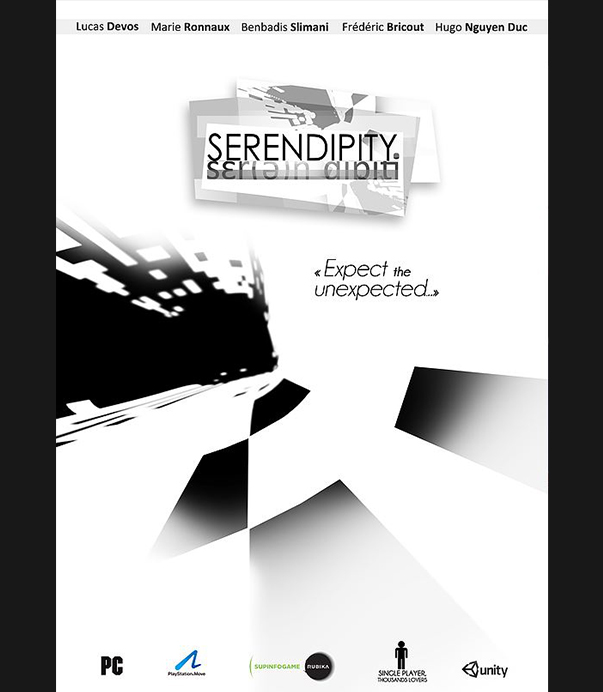 Lucas Devos Marie Ronnaux Benbadis Slimani Frédéric Bricout Hugo Nguyen Duc
SERENDIPITY.
« Expect the
unexpected...»
PC
PlayStation.Move
SUPINFOGAME RUBIKA
SINGLE PLAYER,
THOUSANDS LOVERS
unity